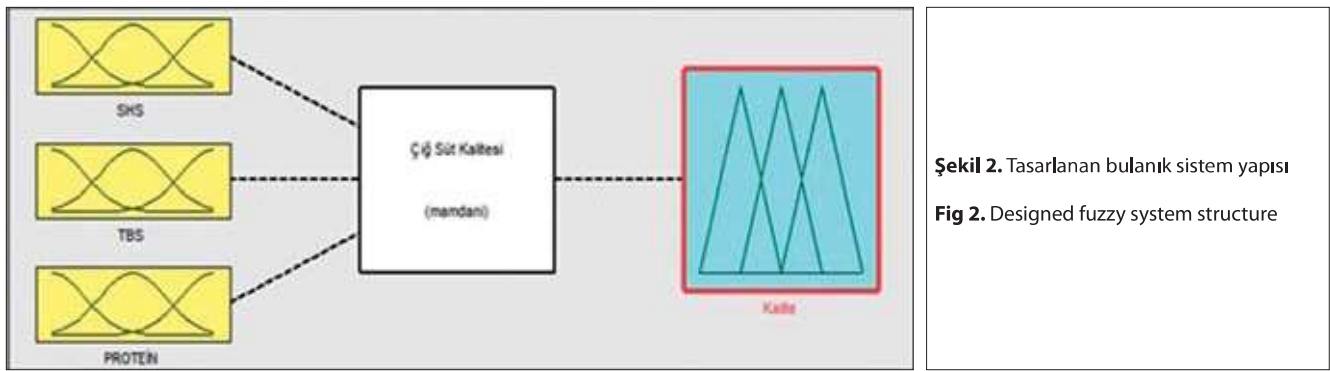 SHS
TBS
PROTEİN
Çiğ Süt Kalitesi
(mamdani)
Kalite
Şekil 2. Tasarlanan bulanık sistem yapısı
Fig 2. Designed fuzzy system structure